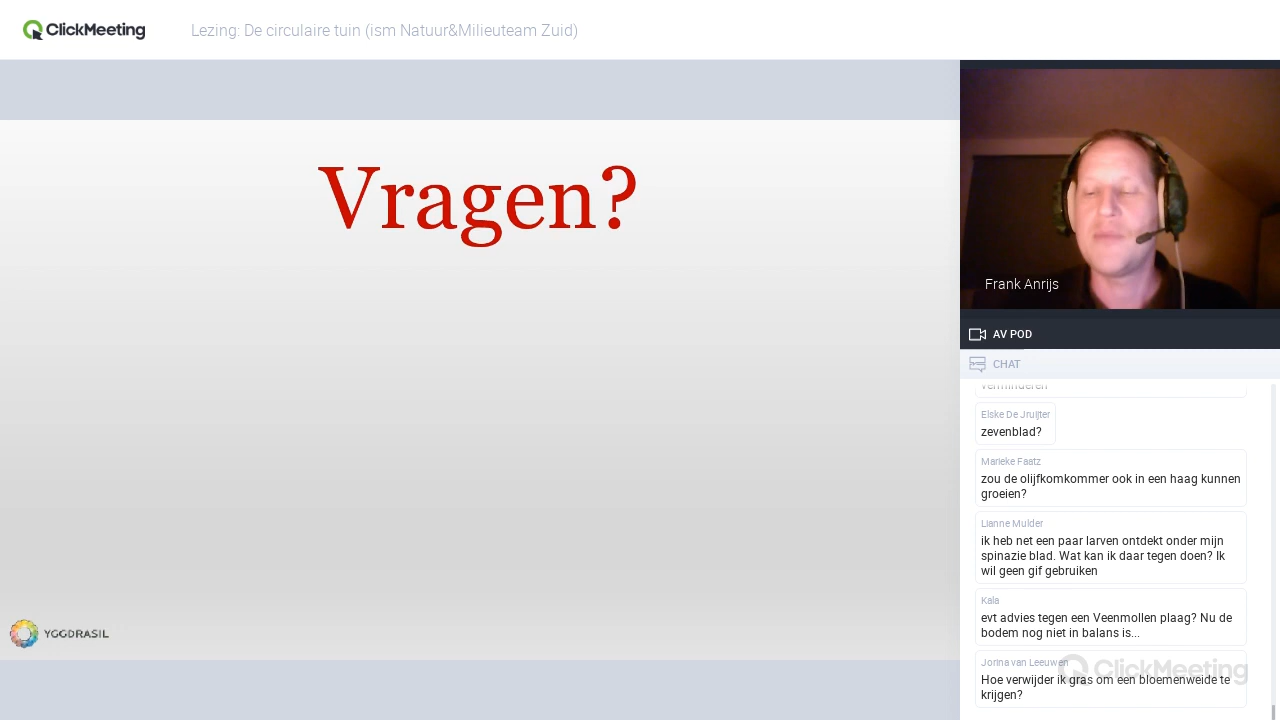 ClickMeeting
Lezing: De circulaire tuin (ism Natuur&Milieuteam Zuid)
Vragen?
YGGDRASIL
Frank Anrijs
AV POD
CHAT
verminderen
Elske De Jruijter
zevenblad?
Marieke Faatz
zou de olijfkomkommer ook in een haag kunnen
groeien?
Lianne Mulder
ik heb net een paar larven ontdekt onder mijn
spinazie blad. Wat kan ik daar tegen doen? Ik
wil geen gif gebruiken
Kala
evt advies tegen een Veenmollen plaag? Nu de
bodem nog niet in balans is...
Jorina van Leeuwen
ClickMeeting
Hoe verwijder ik gras om een bloemenweide te
krijgen?